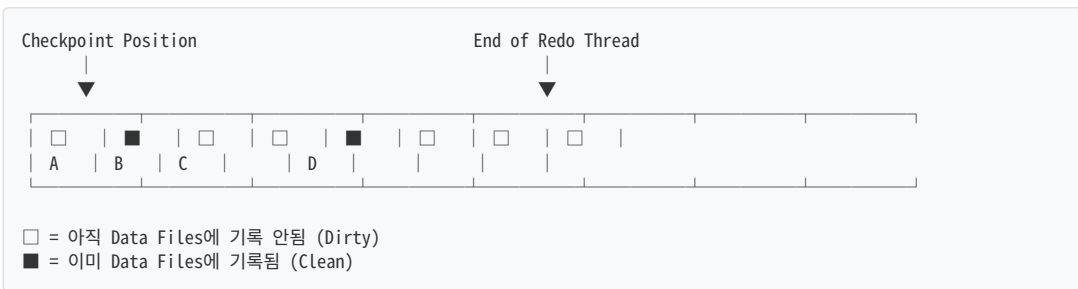 Checkpoint Position End of Redo Thread
│ │
▼ ▼
│ □ │ ■ │ □ │ □ │ ■ │ □ │ □ │ □ │
│ A │ B │ C │ │ D │ │ │ │
□ = 아직 Data Files에 기록 안됨 (Dirty)
■ = 이미 Data Files에 기록됨 (Clean)